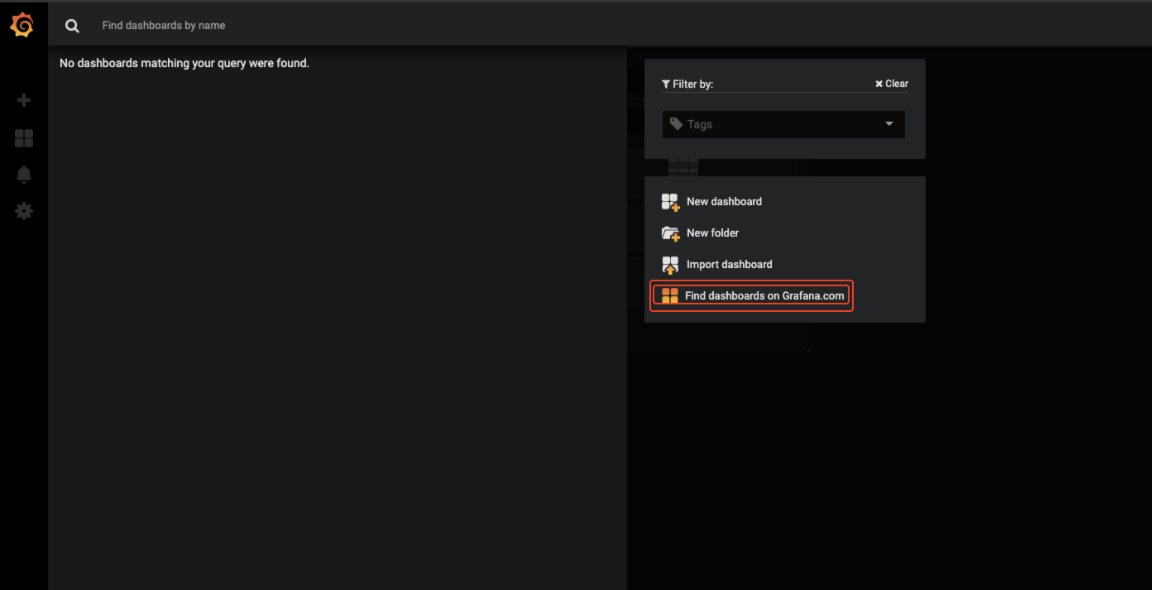 Find dashboards by name
No dashboards matching your query were found.
Filter by:
Clear
Tags
New dashboard
New folder
Import dashboard
Find dashboards on Grafana.com